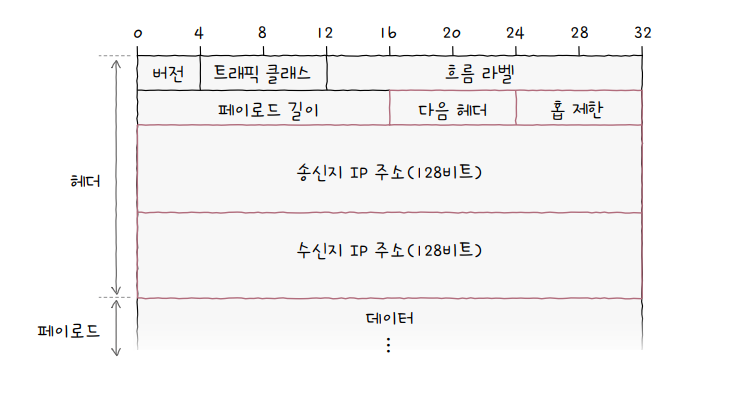 0 4 8 12 16 20 24 28 32
버전 트래픽 클래스 흐름 라벨
페이로드 길이 다음 헤더 홉 제한
송신지 IP 주소(128비트)
헤더
수신지 IP 주소(128비트)
데이터
페이로드